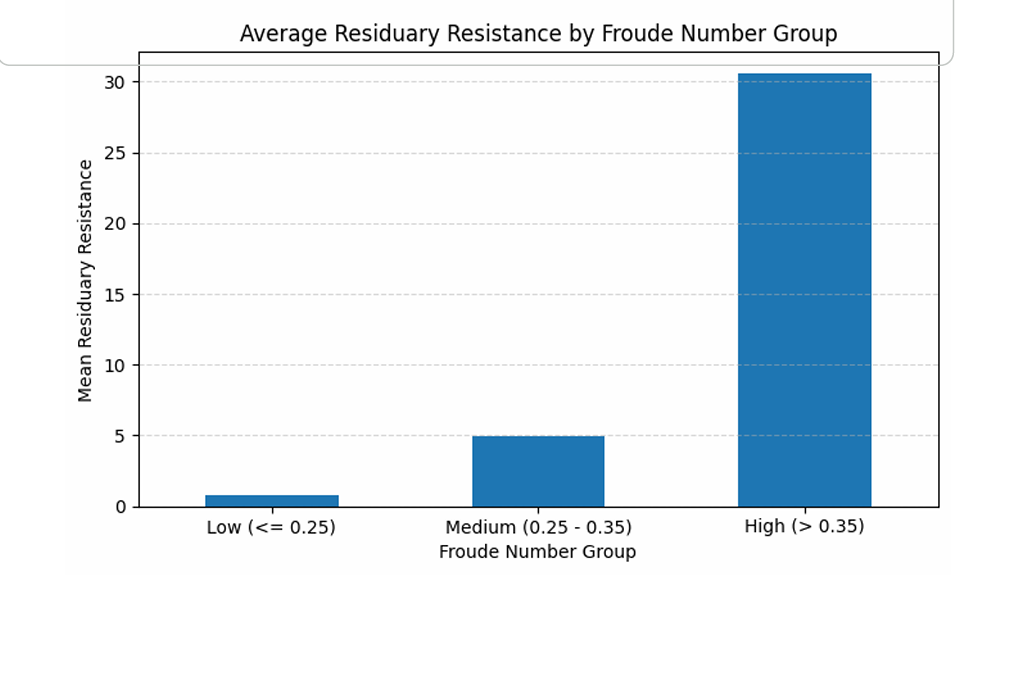 Average Residuary Resistance by Froude Number Group
Mean Residuary Resistance
30
25
20
15
10
5
0
Low (<= 0.25)
Medium (0.25 - 0.35)
High (> 0.35)
Froude Number Group